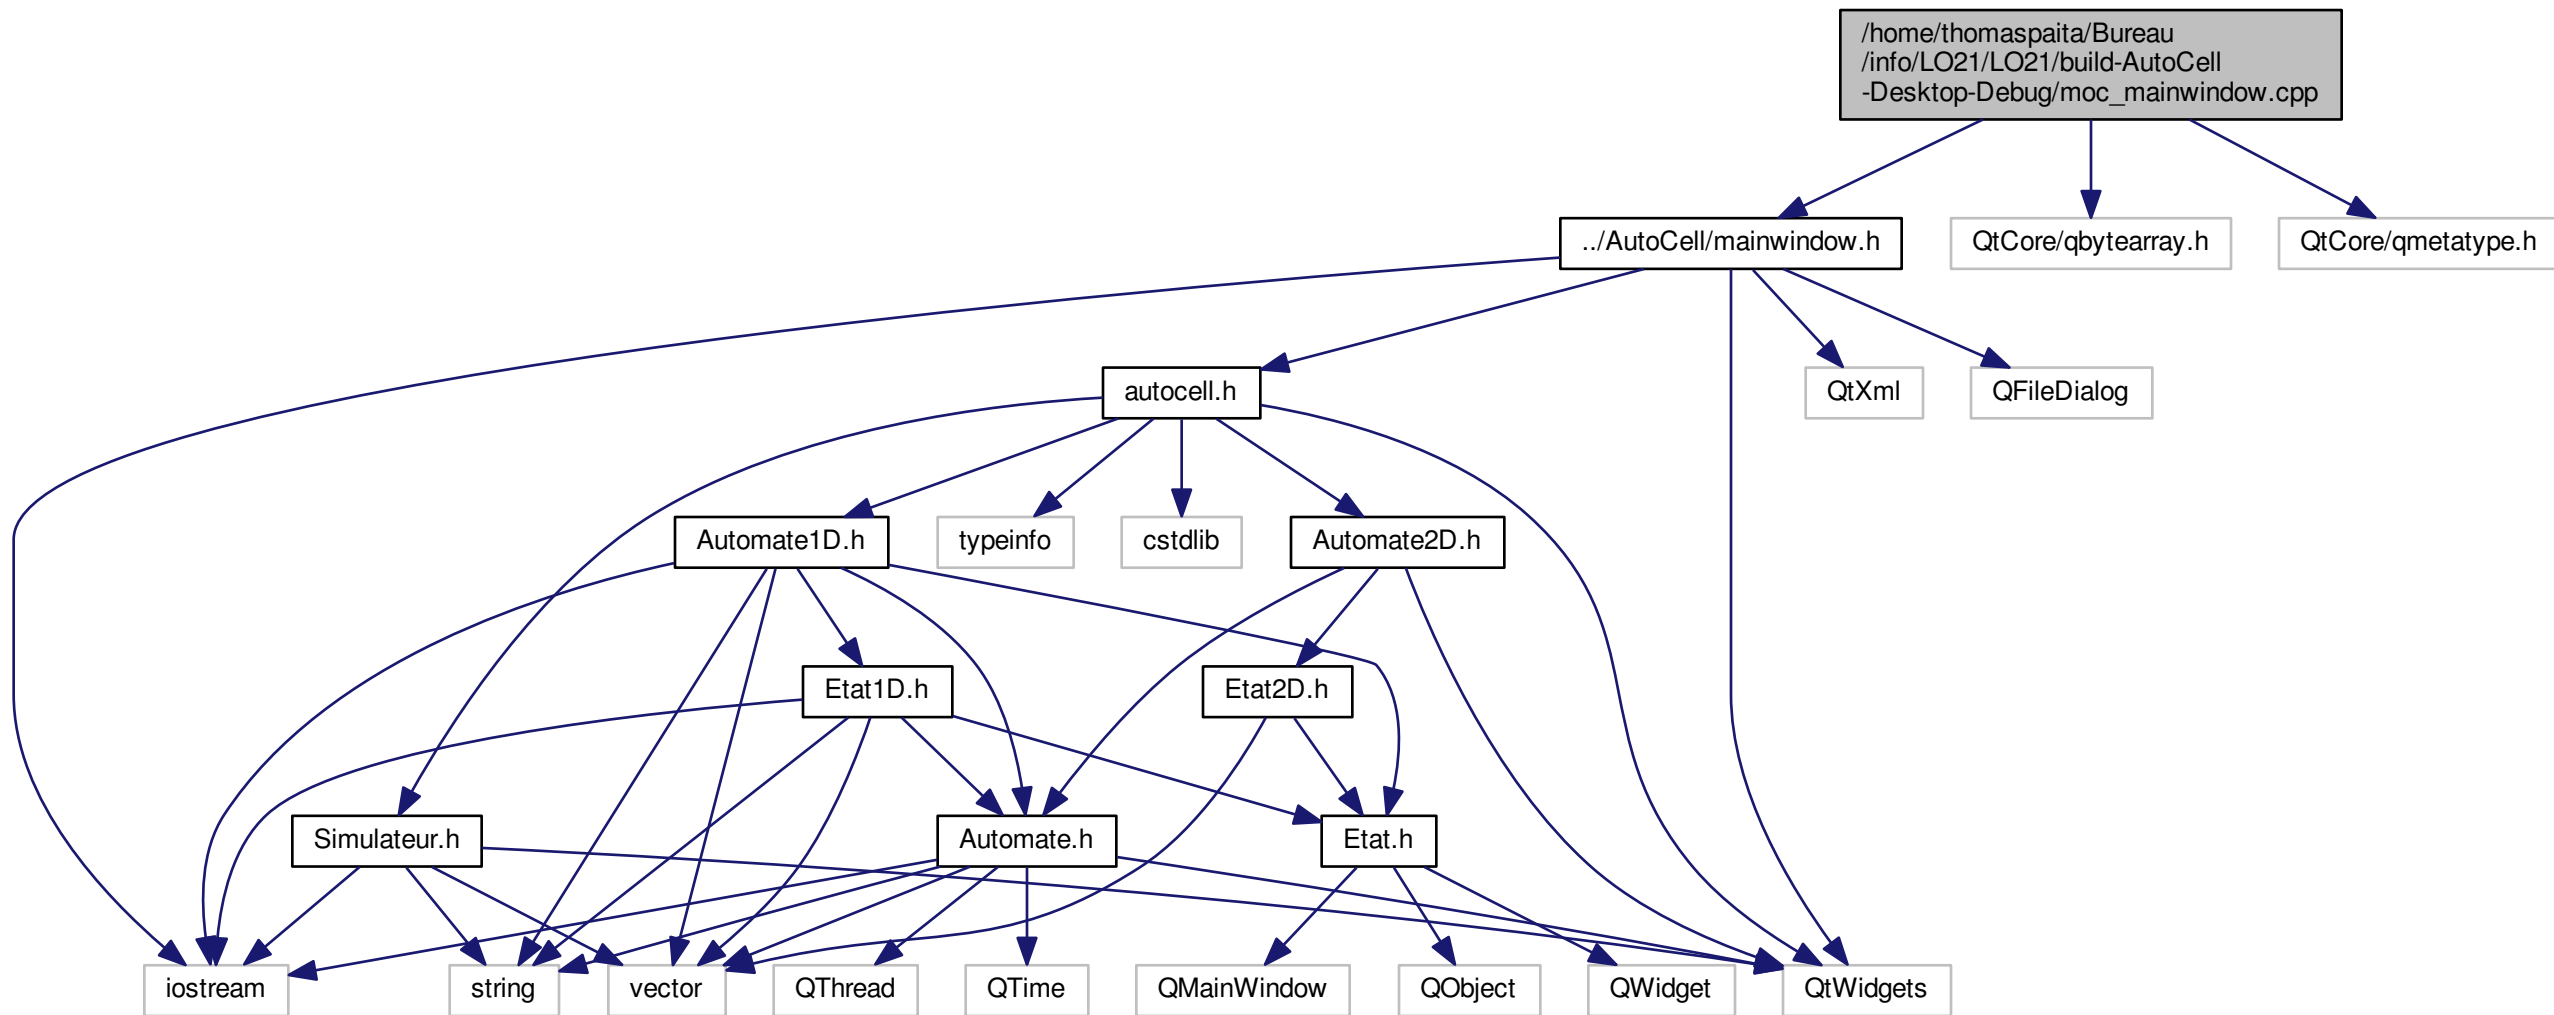 /home/thomaspaita/Bureau
/info/LO21/LO21/build-AutoCell
-Desktop-Debug/moc_mainwindow.cpp
../AutoCell/mainwindow.h
QtCore/qbytearray.h
QtCore/qmetatype.h
autocell.h
QtXml
QFileDialog
Automate1D.h
typeinfo
cstdlib
Automate2D.h
Etat1D.h
Etat2D.h
Simulateur.h
Automate.h
Etat.h
iostream
string
vector
QThread
QTime
QMainWindow
QObject
QWidget
QtWidgets